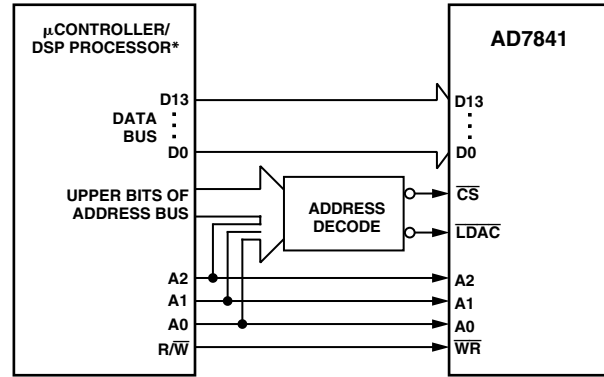 μCONTROLLER/
DSP PROCESSOR*
AD7841
D13
D13
DATA
BUS
D0
D0
UPPER BITS OF
ADDRESS BUS
ADDRESS
DECODE
CS
LDAC
A2
A2
A1
A1
A0
A0
R/W
WR